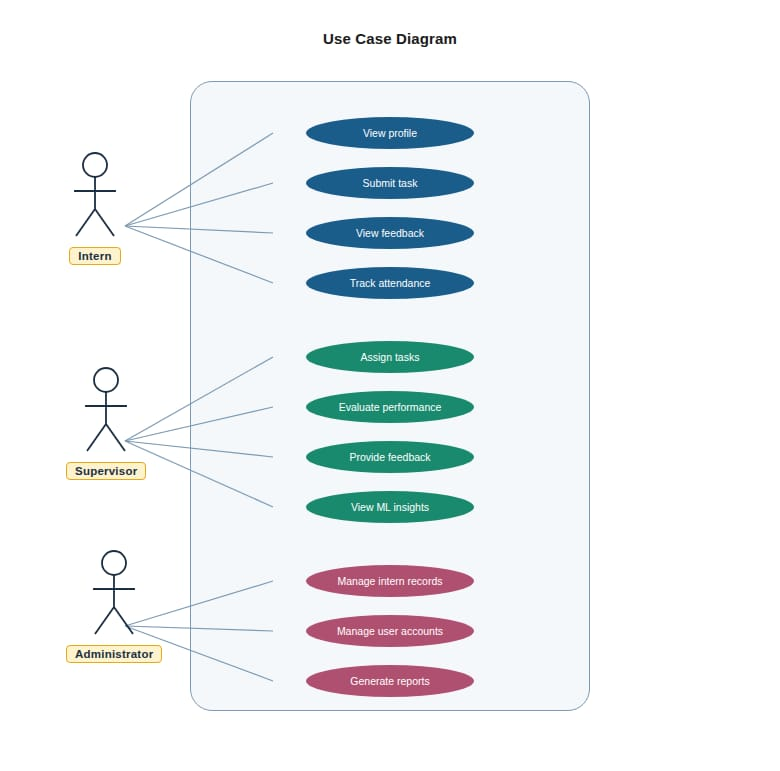 Use Case Diagram
View profile
Submit task
View feedback
Track attendance
Intern
Assign tasks
Evaluate performance
Provide feedback
View ML insights
Supervisor
Manage intern records
Manage user accounts
Generate reports
Administrator